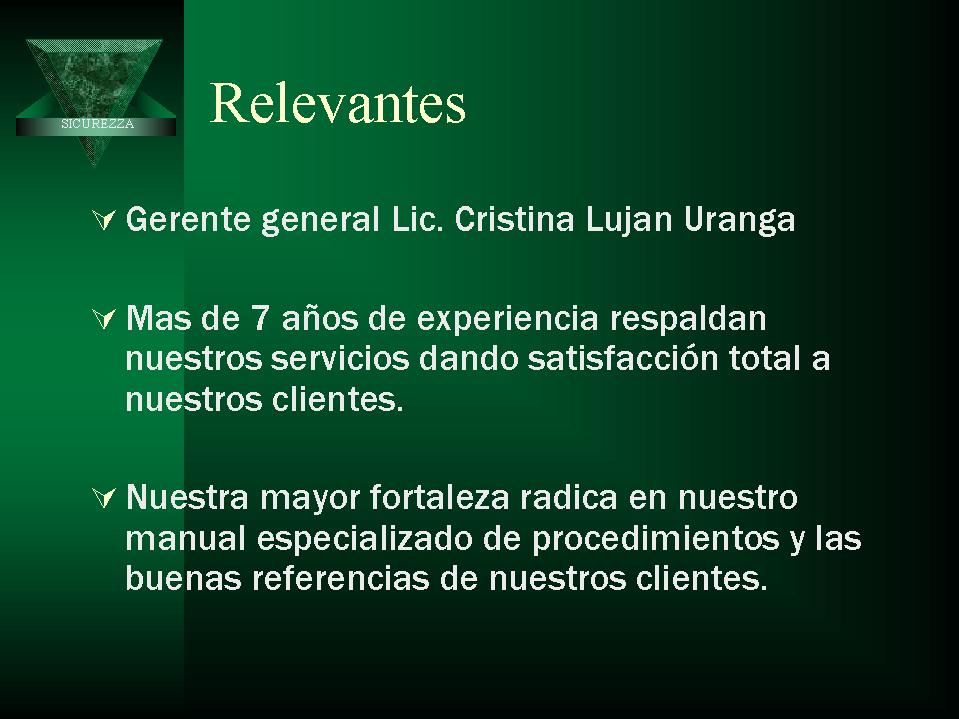 SICUREZZA
Relevantes
Gerente general Lic. Cristina Lujan Uranga
Mas de 7 años de experiencia respaldan
nuestros servicios dando satisfacción total a
nuestros clientes.
Nuestra mayor fortaleza radica en nuestro
manual especializado de procedimientos y las
buenas referencias de nuestros clientes.